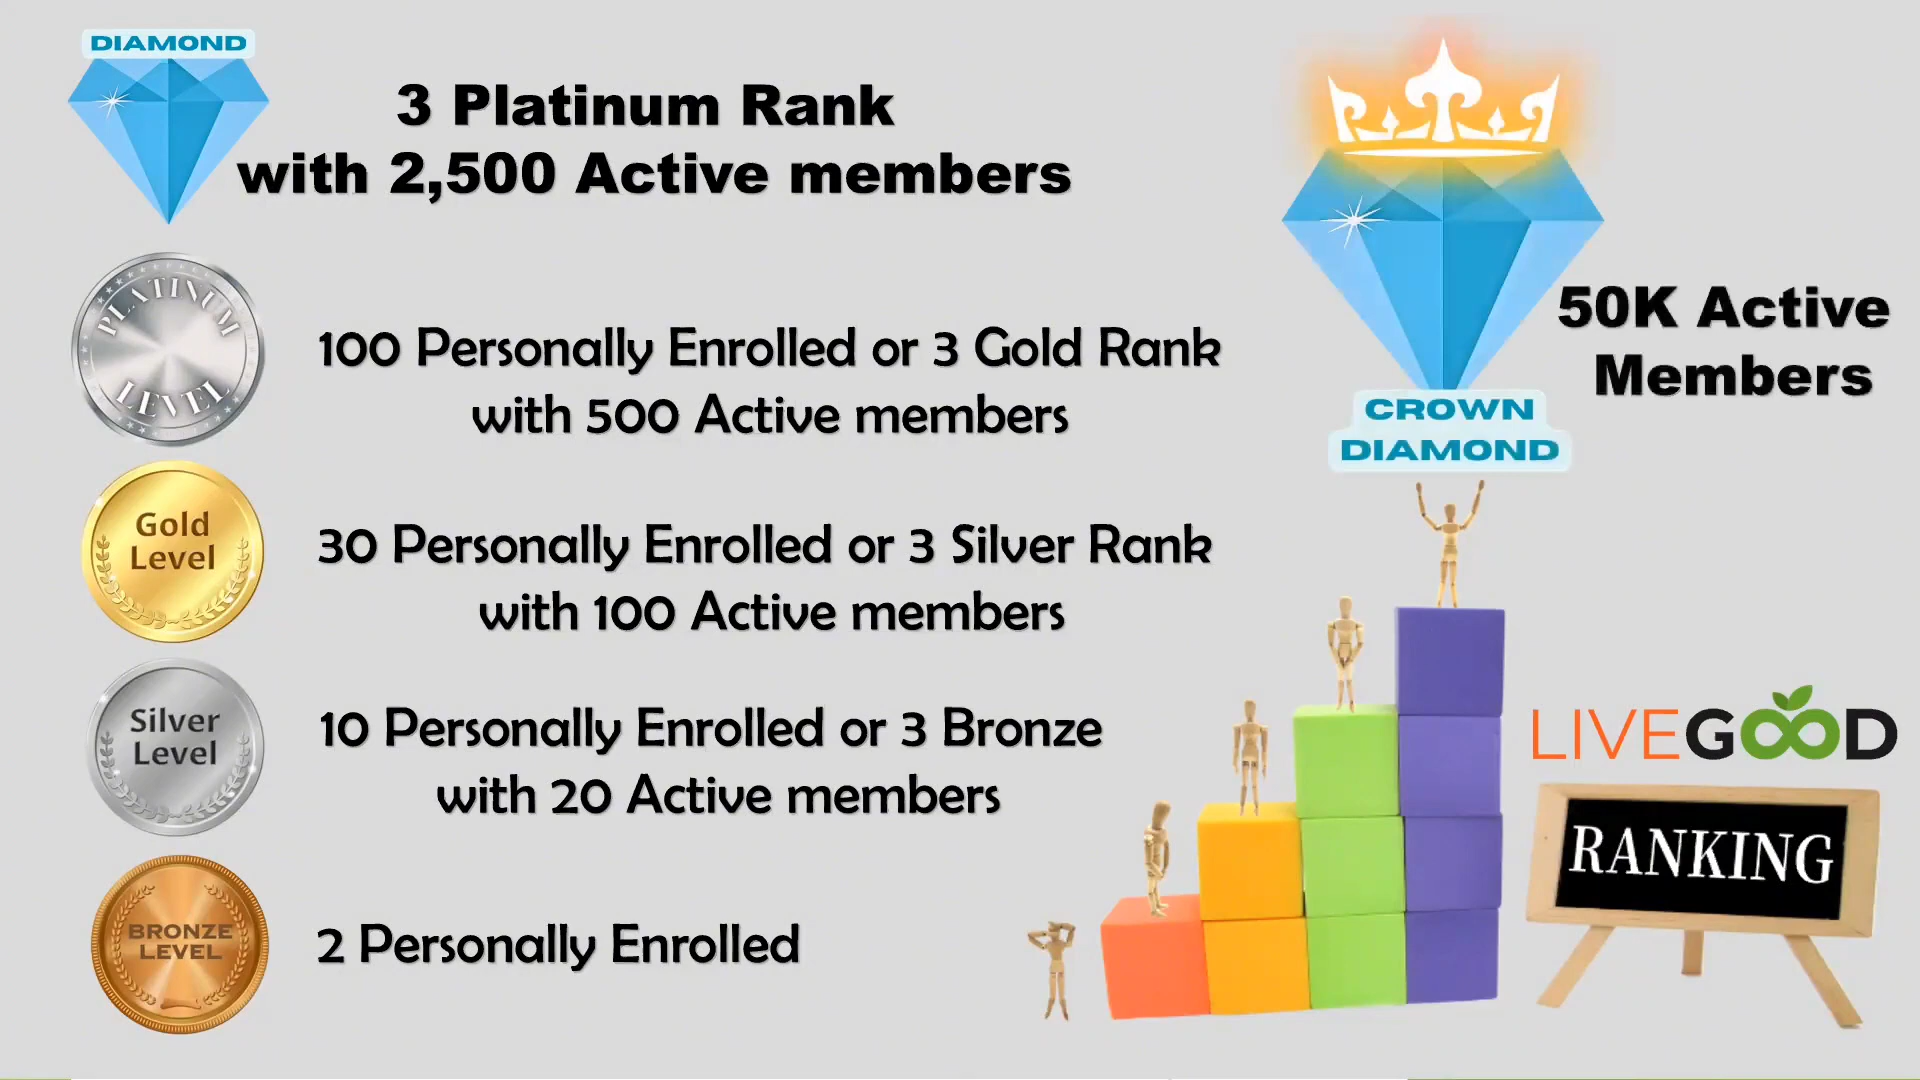 DIAMOND
3 Platinum Rank
with 2,500 Active members
PLATINUM
LEVEL
100 Personally Enrolled or 3 Gold Rank
with 500 Active members
Gold
Level
30 Personally Enrolled or 3 Silver Rank
with 100 Active members
Silver
Level
10 Personally Enrolled or 3 Bronze
with 20 Active members
BRONZE
LEVEL
2 Personally Enrolled
50K Active
Members
CROWN
DIAMOND
LIVEGOOD
RANKING